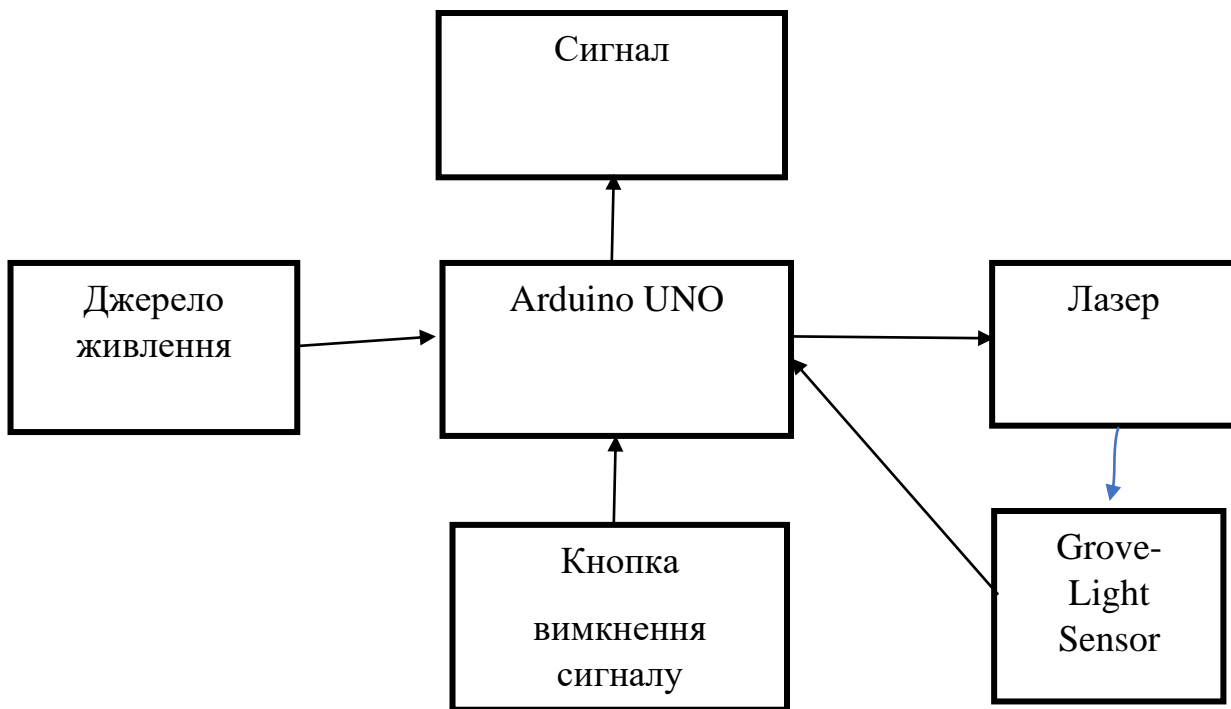 Сигнал
Джерело
живлення
Arduino UNO
Лазер
Кнопка
вимкнення
сигналу
Grove-
Light
Sensor